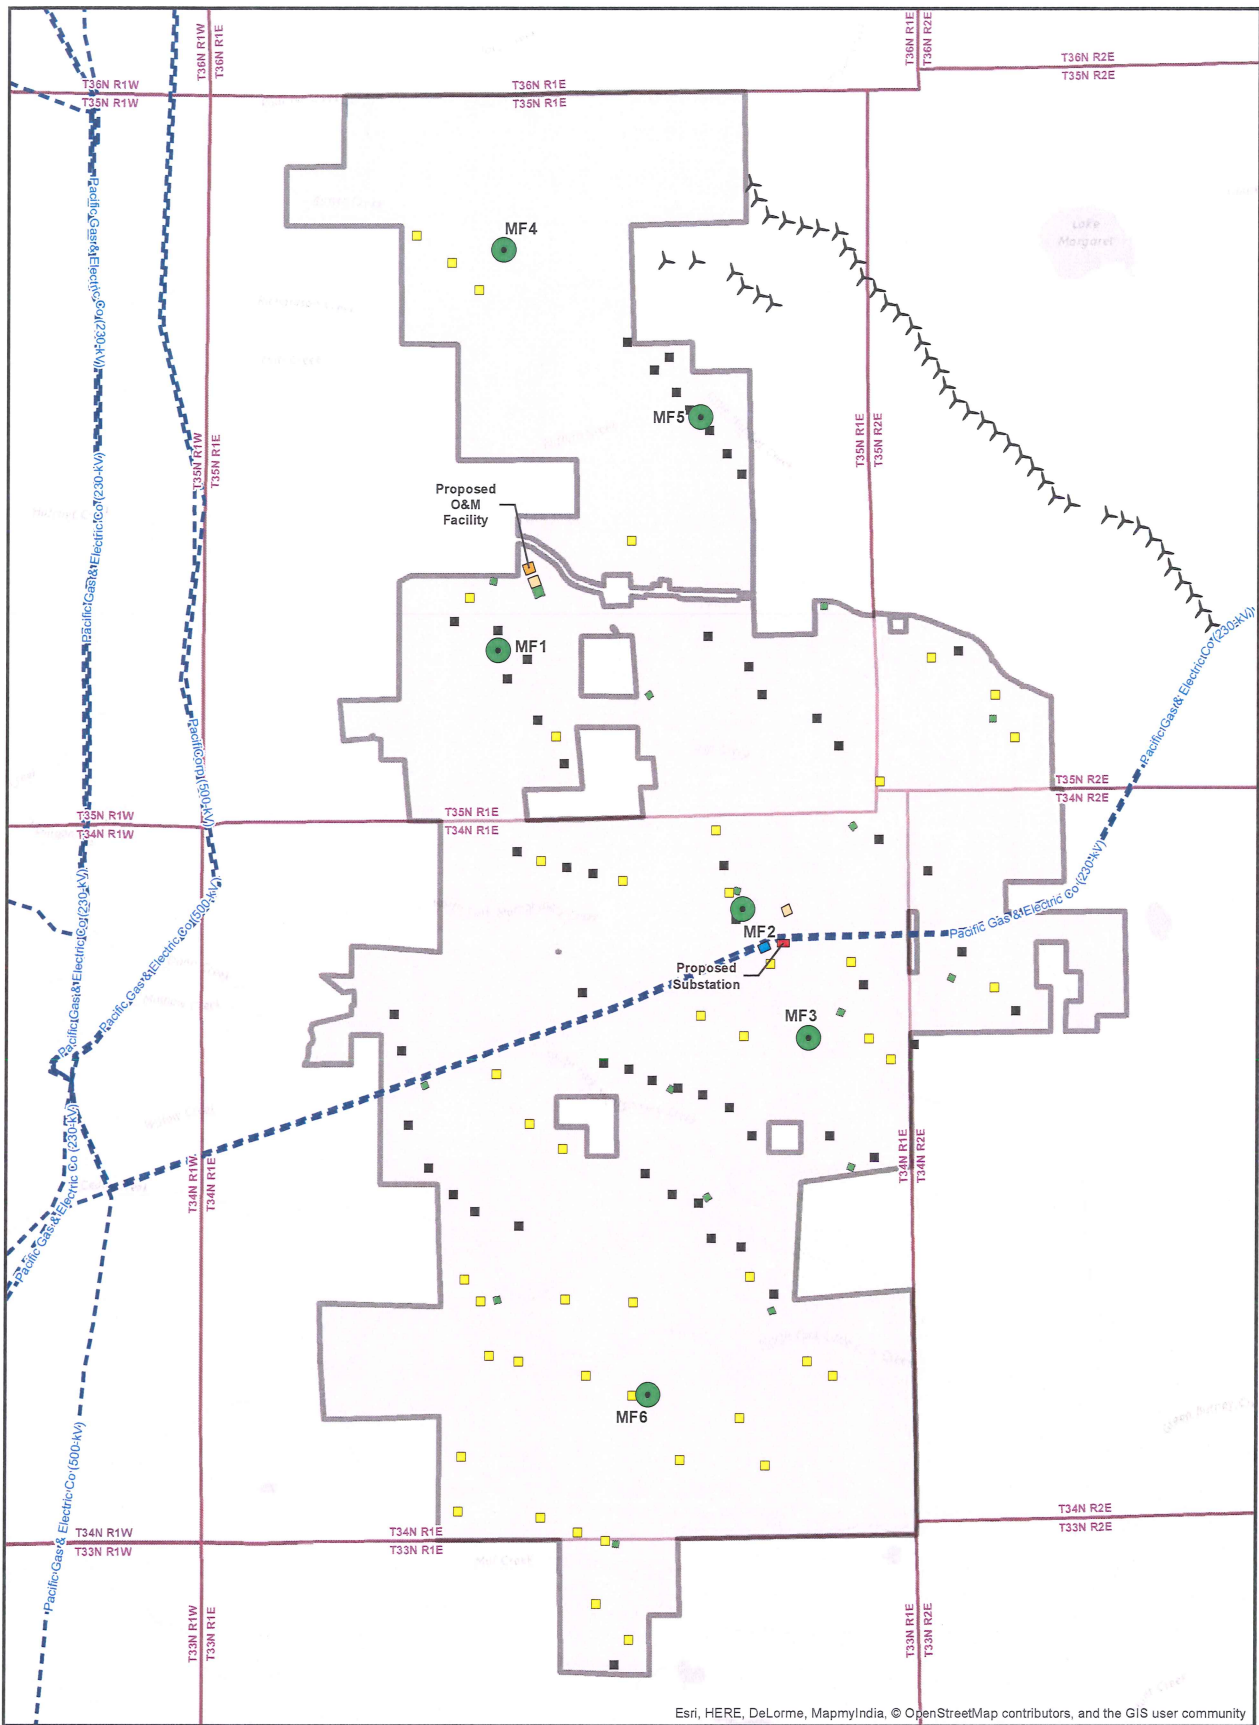 T36N R1W
T36N R1E
T36N R1E
T36N R2E
T36N R2E
T35N R2E
T36N R1W
T35N R1W
T36N R1E
T35N R1E
Lake
Margaret
Pacific Gas & Electric Co (230-kV)
MF4
MF5
T35N R1W
T35N R1E
T35N R1E
T35N R2E
Pacific Gas & Electric Co (230-kV)
Proposed
O&M
Facility
Pacific Gas & Electric Co (230-kV)
MF1
Pacific Gas & Electric Co (230-kV)
PacifiCorp (500-kV)
T35N R2E
T34N R2E
T35N R1W
T34N R1W
T35N R1E
T34N R1E
Pacific Gas & Electric Co (230-kV)
Pacific Gas & Electric Co (500-kV)
Pacific Gas & Electric Co (230-kV)
MF2
Proposed
Substation
MF3
Pacific Gas & Electric Co (230-kV)
T34N R1W
T34N R1E
T34N R1E
T34N R2E
MF6
Pacific Gas & Electric Co (500-kV)
T34N R1W
T33N R1W
T34N R1E
T33N R1E
T34N R2E
T33N R2E
T33N R1W
T33N R1E
T33N R1E
T33N R2E
Esri, HERE, DeLorme, MapmyIndia, © OpenStreetMap contributors, and the GIS user community